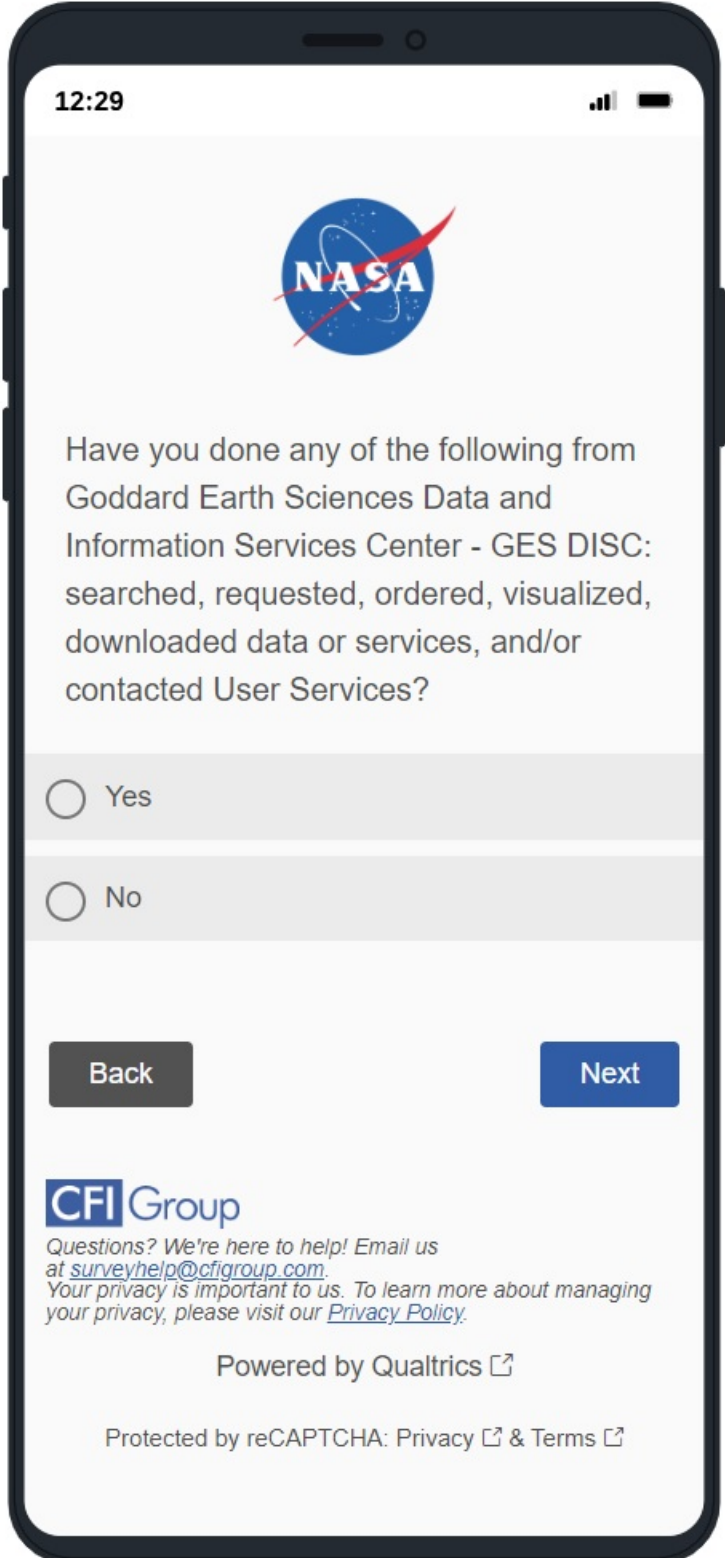 12:29
NASA
Have you done any of the following from
Goddard Earth Sciences Data and
Information Services Center - GES DISC:
searched, requested, ordered, visualized,
downloaded data or services, and/or
contacted User Services?
Yes
No
Back
Next
CFI Group
Questions? We're here to help! Email us
at surveyhelp@cfigroup.com.
Your privacy is important to us. To learn more about managing
your privacy, please visit our Privacy Policy.
Powered by Qualtrics
Protected by reCAPTCHA: Privacy & Terms